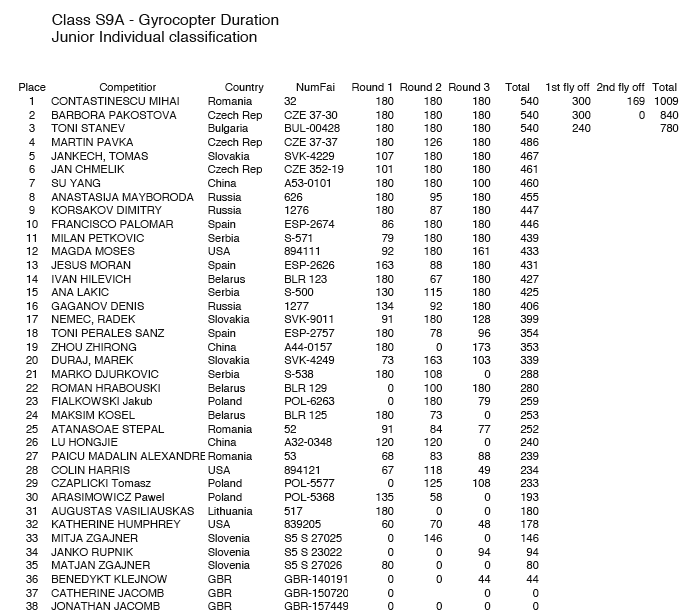 Class S9A - Gyrocopter Duration
Junior Individual classification
Place Competitior Country NumFai Round 1 Round 2 Round 3 Total 1st fly off 2nd fly off Total
1 CONTASTINESCU MIHAI Romania 32 180 180 180 540 300 169 1009
2 BARBORA PAKOSTOVA Czech Rep CZE 37-30 180 180 180 540 300 0 840
3 TONI STANEV Bulgaria BUL-00428 180 180 180 540 240 780
4 MARTIN PAVKA Czech Rep CZE 37-37 180 126 180 486
5 JANKECH, TOMAS Slovakia SVK-4229 107 180 180 467
6 JAN CHMELIK Czech Rep CZE 352-19 101 180 180 461
7 SU YANG China A53-0101 180 180 100 460
8 ANASTASIJA MAYBORODA Russia 626 180 95 180 455
9 KORSAKOV DIMITRY Russia 1276 180 87 180 447
10 FRANCISCO PALOMAR Spain ESP-2674 86 180 180 446
11 MILAN PETKOVIC Serbia S-571 79 180 180 439
12 MAGDA MOSES USA 894111 92 180 161 433
13 JESUS MORAN Spain ESP-2626 163 88 180 431
14 IVAN HILEVICH Belarus BLR 123 180 67 180 427
15 ANA LAKIC Serbia S-500 130 115 180 425
16 GAGANOV DENIS Russia 1277 134 92 180 406
17 NEMEC, RADEK Slovakia SVK-9011 91 180 128 399
18 TONI PERALES SANZ Spain ESP-2757 180 78 96 354
19 ZHOU ZHIRONG China A44-0157 180 0 173 353
20 DURAJ, MAREK Slovakia SVK-4249 73 163 103 339
21 MARKO DJURKOVIC Serbia S-538 180 108 0 288
22 ROMAN HRABOUSKI Belarus BLR 129 0 100 180 280
23 FIALKOWSKI Jakub Poland POL-6263 0 180 79 259
24 MAKSIM KOSEL Belarus BLR 125 180 73 0 253
25 ATANASOAE STEPAL Romania 52 91 84 77 252
26 LU HONGJIE China A32-0348 120 120 0 240
27 PAICU MADALIN ALEXANDRE Romania 53 68 83 88 239
28 COLIN HARRIS USA 894121 67 118 49 234
29 CZAPLICKI Tomasz Poland POL-5577 0 125 108 233
30 ARASIMOWICZ Pawel Poland POL-5368 135 58 0 193
31 AUGUSTAS VASILIAUSKAS Lithuania 517 180 0 0 180
32 KATHERINE HUMPHREY USA 839205 60 70 48 178
33 MITJA ZGAJNER Slovenia S5 S 27025 0 146 0 146
34 JANKO RUPNIK Slovenia S5 S 23022 0 0 94 94
35 MATJAN ZGAJNER Slovenia S5 S 27026 80 0 0 80
36 BENEDYKT KLEJNOW GBR GBR-140191 0 0 44 44
37 CATHERINE JACOMB GBR GBR-150720 0 0
38 JONATHAN JACOMB GBR GBR-157449 0 0 0 0